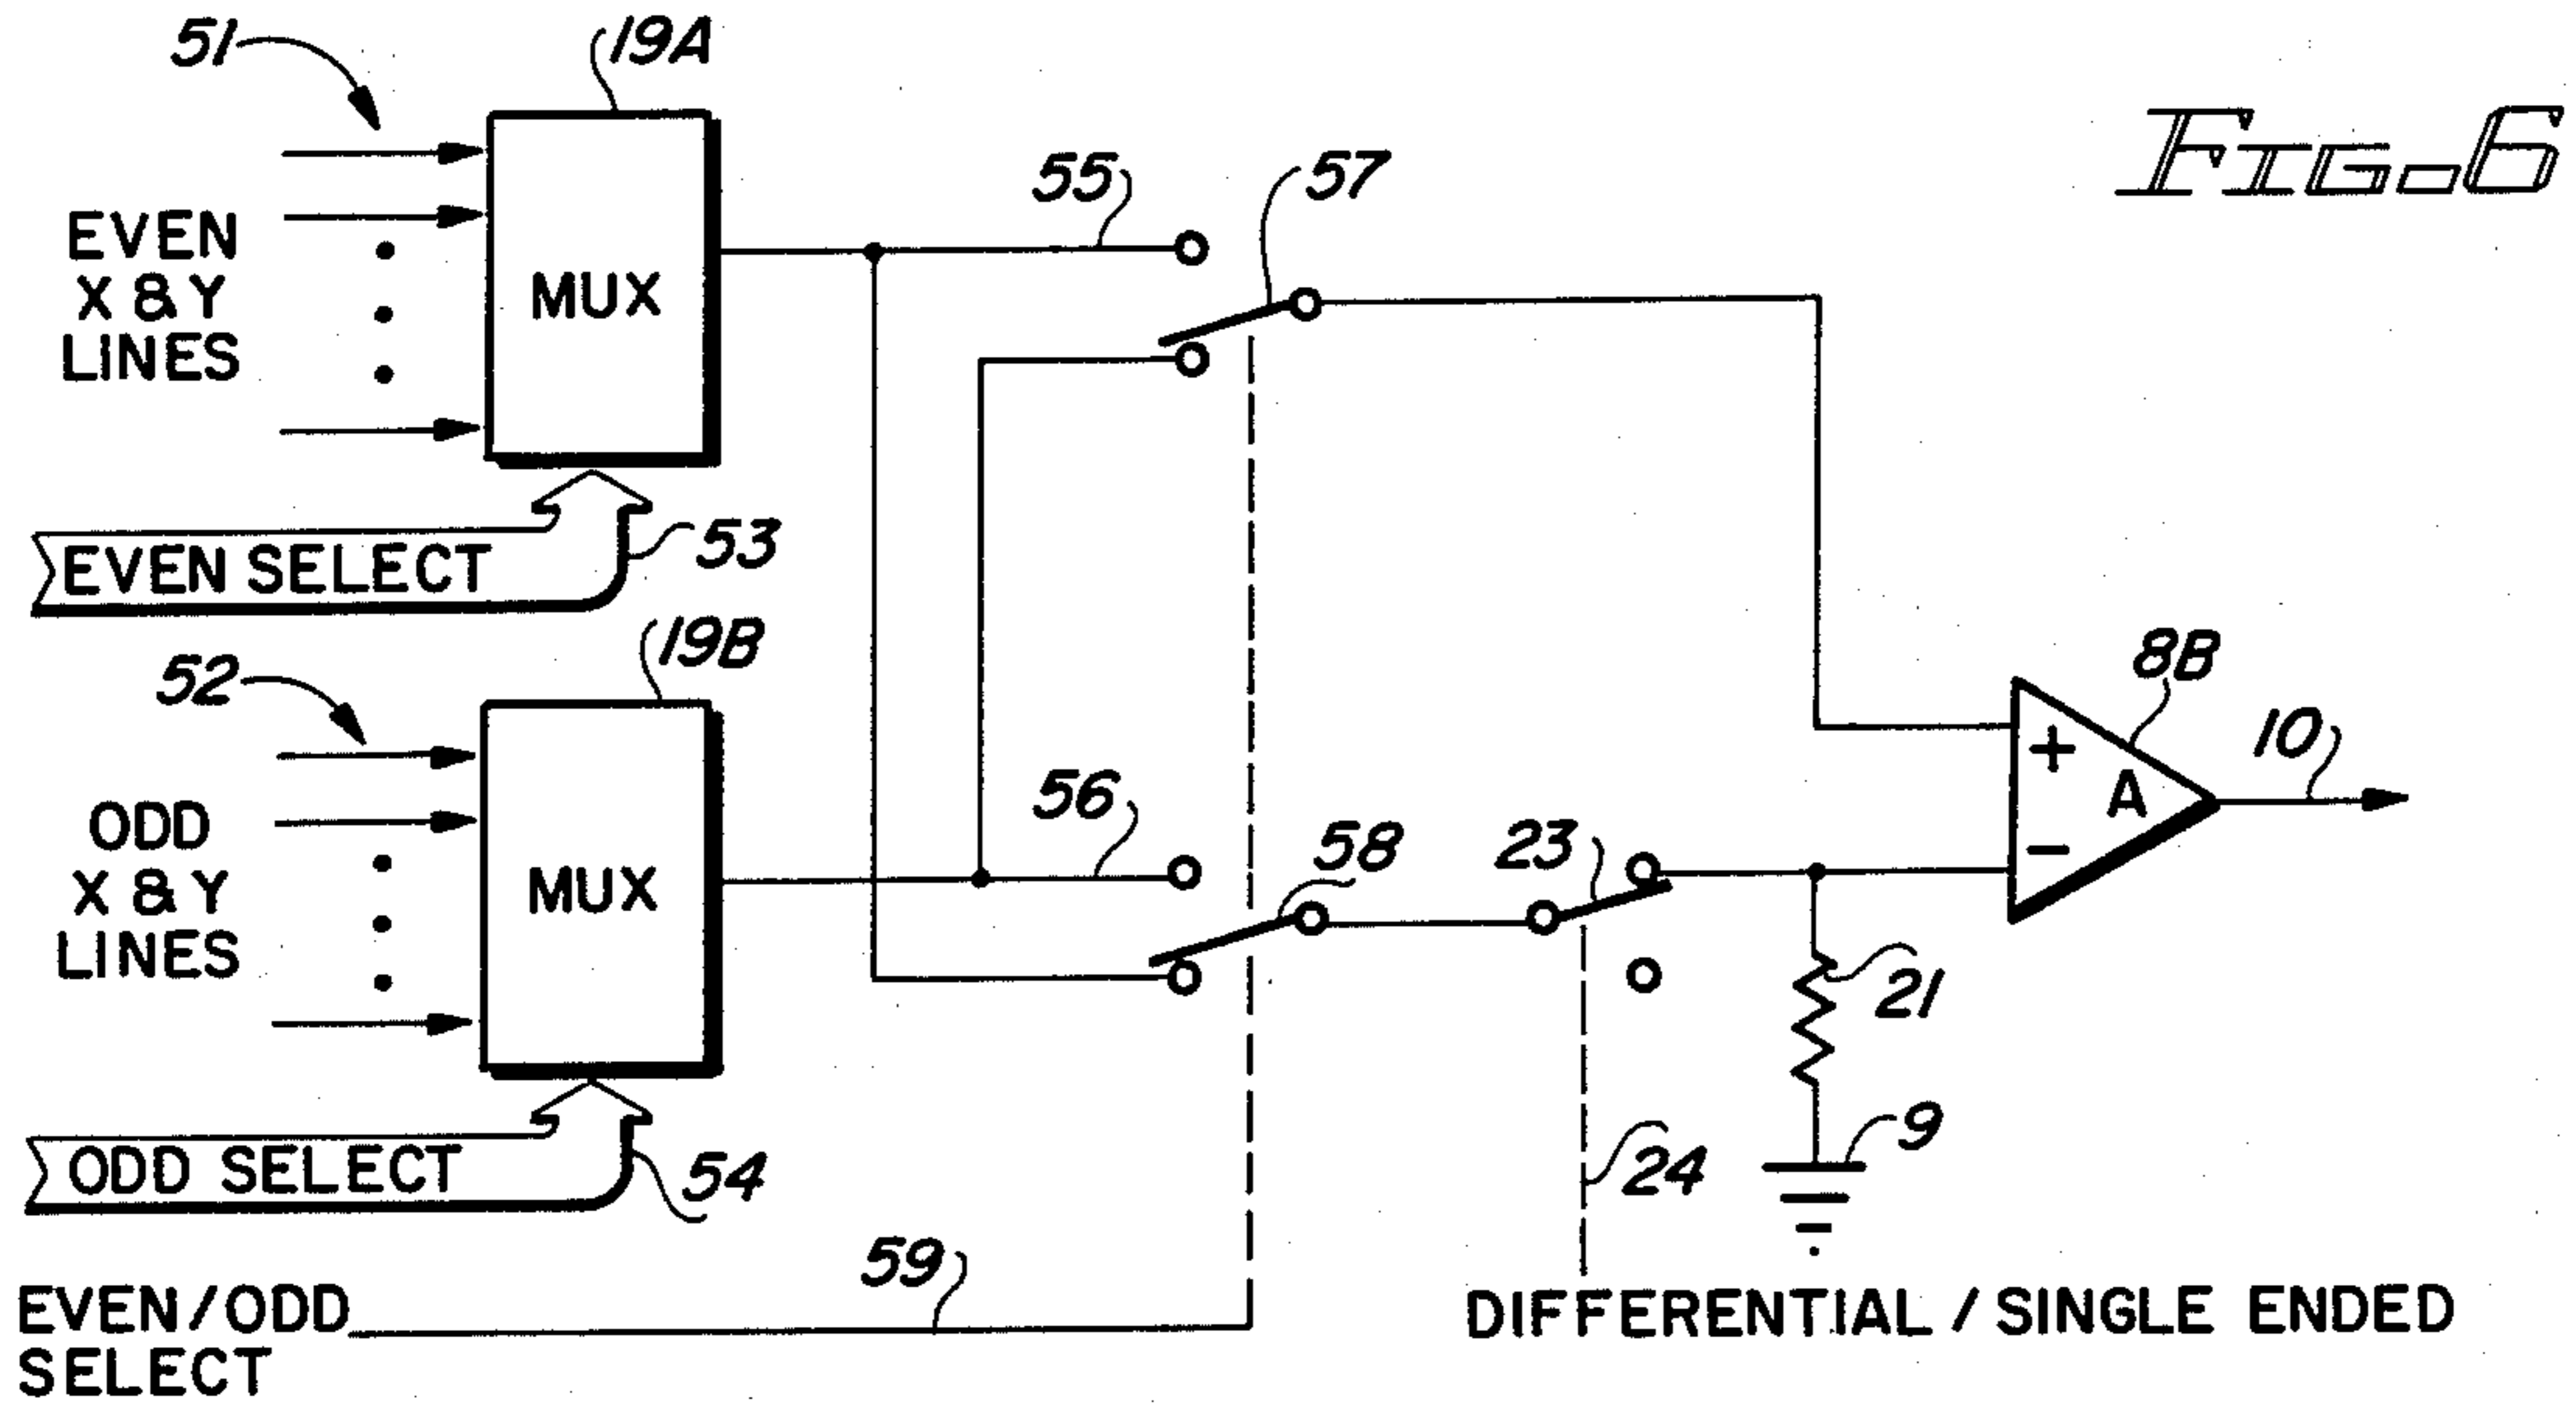 FIG-6
51
19A
EVEN
X & Y
LINES
MUX
55
57
EVEN SELECT
53
52
19B
ODD
X & Y
LINES
MUX
56
58
23
8B
+
A
-
10
21
9
24
ODD SELECT
54
59
EVEN/ODD
SELECT
DIFFERENTIAL / SINGLE ENDED